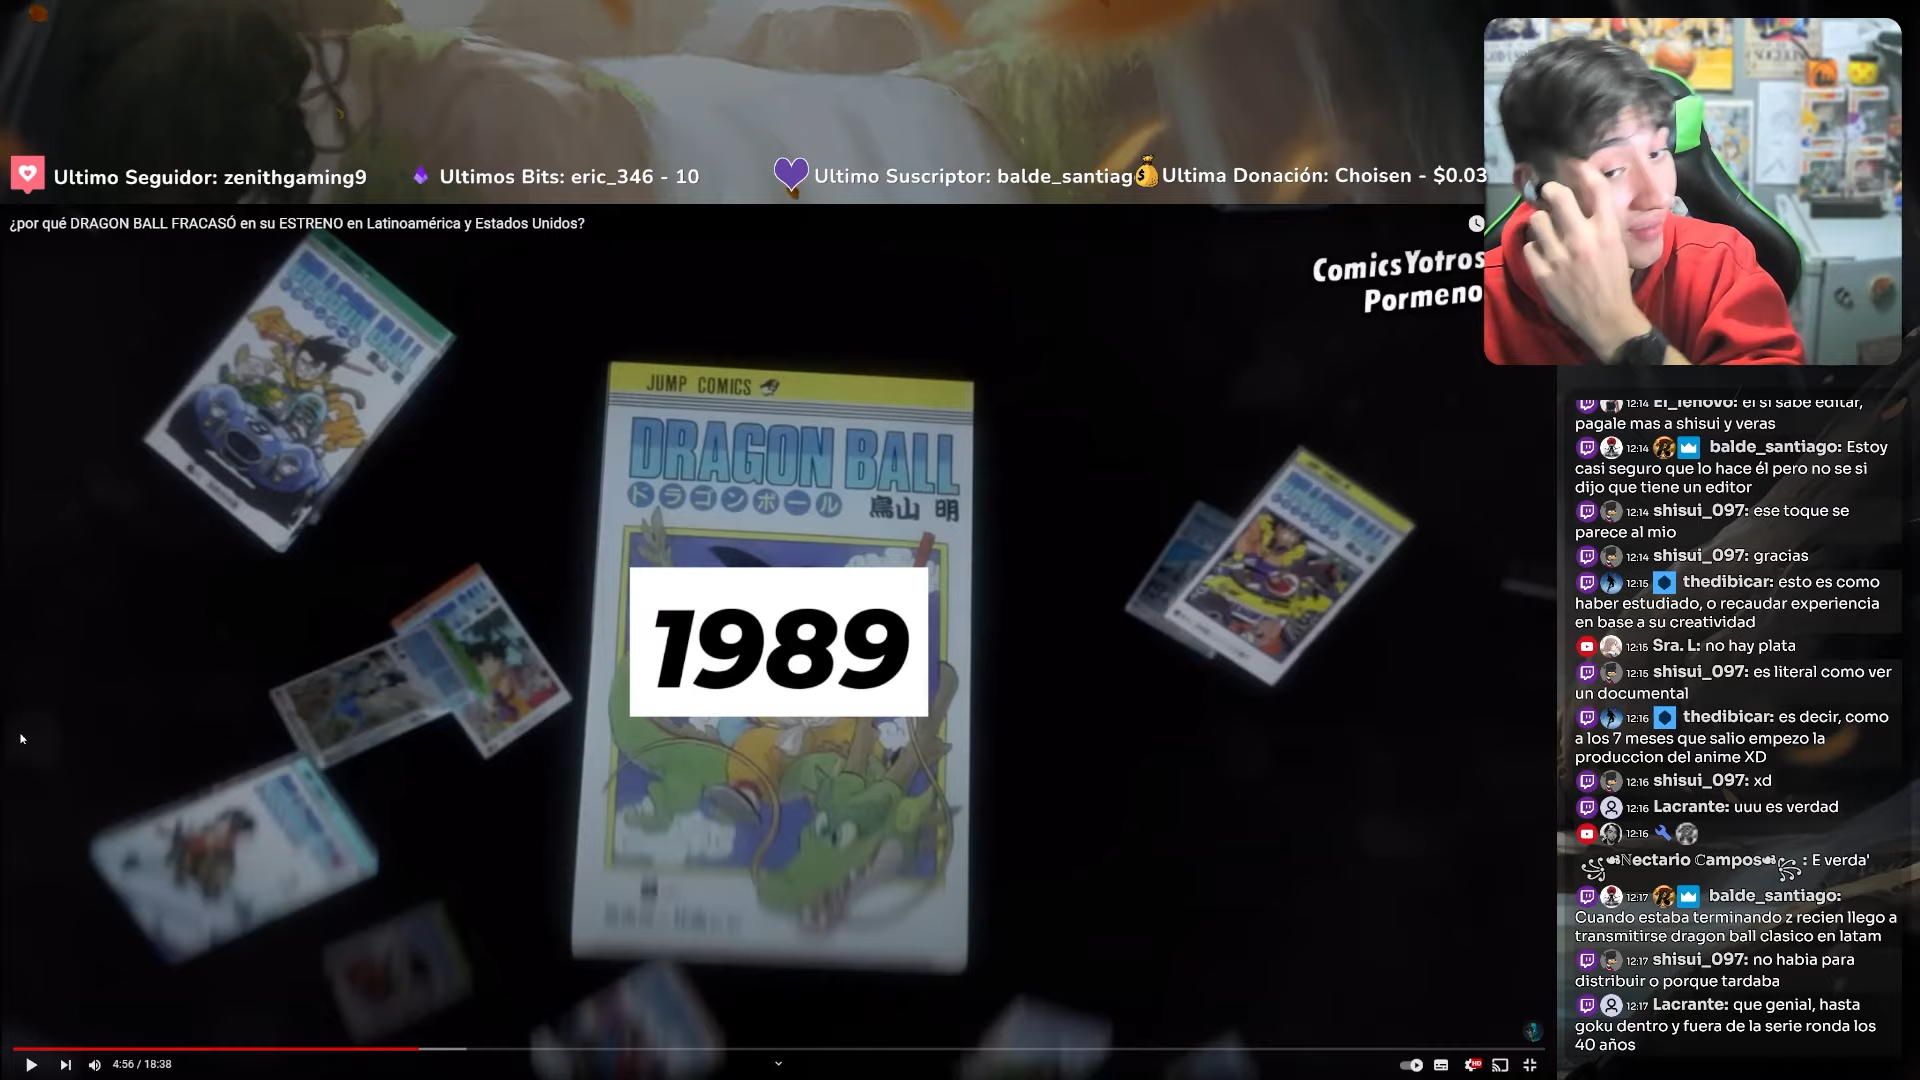 Ultimo Seguidor: zenithgaming9
Ultimos Bits: eric_346 - 10
Ultimo Suscriptor: balde_santiag
Ultima Donación: Choisen - $0.03
¿por qué DRAGON BALL FRACASÓ en su ESTRENO en Latinoamérica y Estados Unidos?
ComicsYotros
Pormeno
JUMP COMICS
DRAGON BALL
ドラゴンボール 鳥山 明
1989
DRAGON BALL
4:56 / 18:38
12:14 El_lenovo: el si sabe editar,
pagale mas a shisui y veras
12:14 balde_santiago: Estoy
casi seguro que lo hace él pero no se si
dijo que tiene un editor
12:14 shisui_097: ese toque se
parece al mio
12:14 shisui_097: gracias
12:15 thedibicar: esto es como
haber estudiado, o recaudar experiencia
en base a su creatividad
12:15 Sra. L: no hay plata
12:15 shisui_097: es literal como ver
un documental
12:16 thedibicar: es decir, como
a los 7 meses que salio empezo la
produccion del anime XD
12:16 shisui_097: xd
12:16 Lacrante: uuu es verdad
12:16
ℕectario ℂampos : E verda'
12:17 balde_santiago:
Cuando estaba terminando z recien llego a
transmitirse dragon ball clasico en latam
12:17 shisui_097: no habia para
distribuir o porque tardaba
12:17 Lacrante: que genial, hasta
goku dentro y fuera de la serie ronda los
40 años